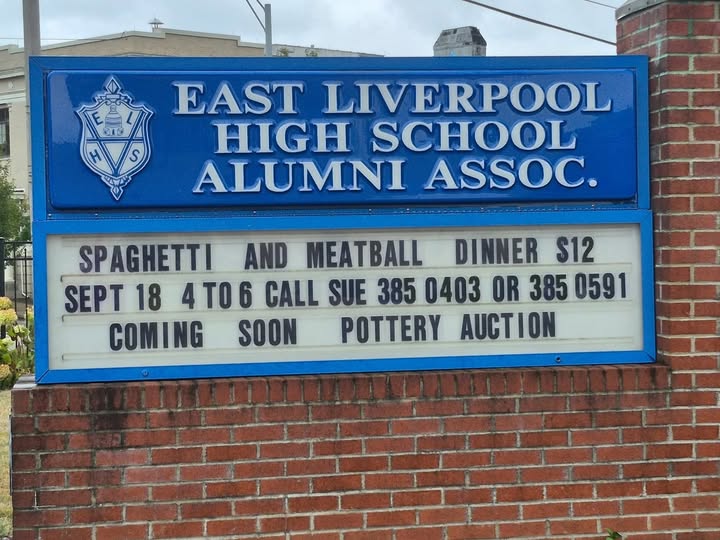 E L
H S
EAST LIVERPOOL
HIGH SCHOOL
ALUMNI ASSOC.
SPAGHETTI AND MEATBALL DINNER $12
SEPT 18 4 TO 6 CALL SUE 385 0403 OR 385 0591
COMING SOON POTTERY AUCTION